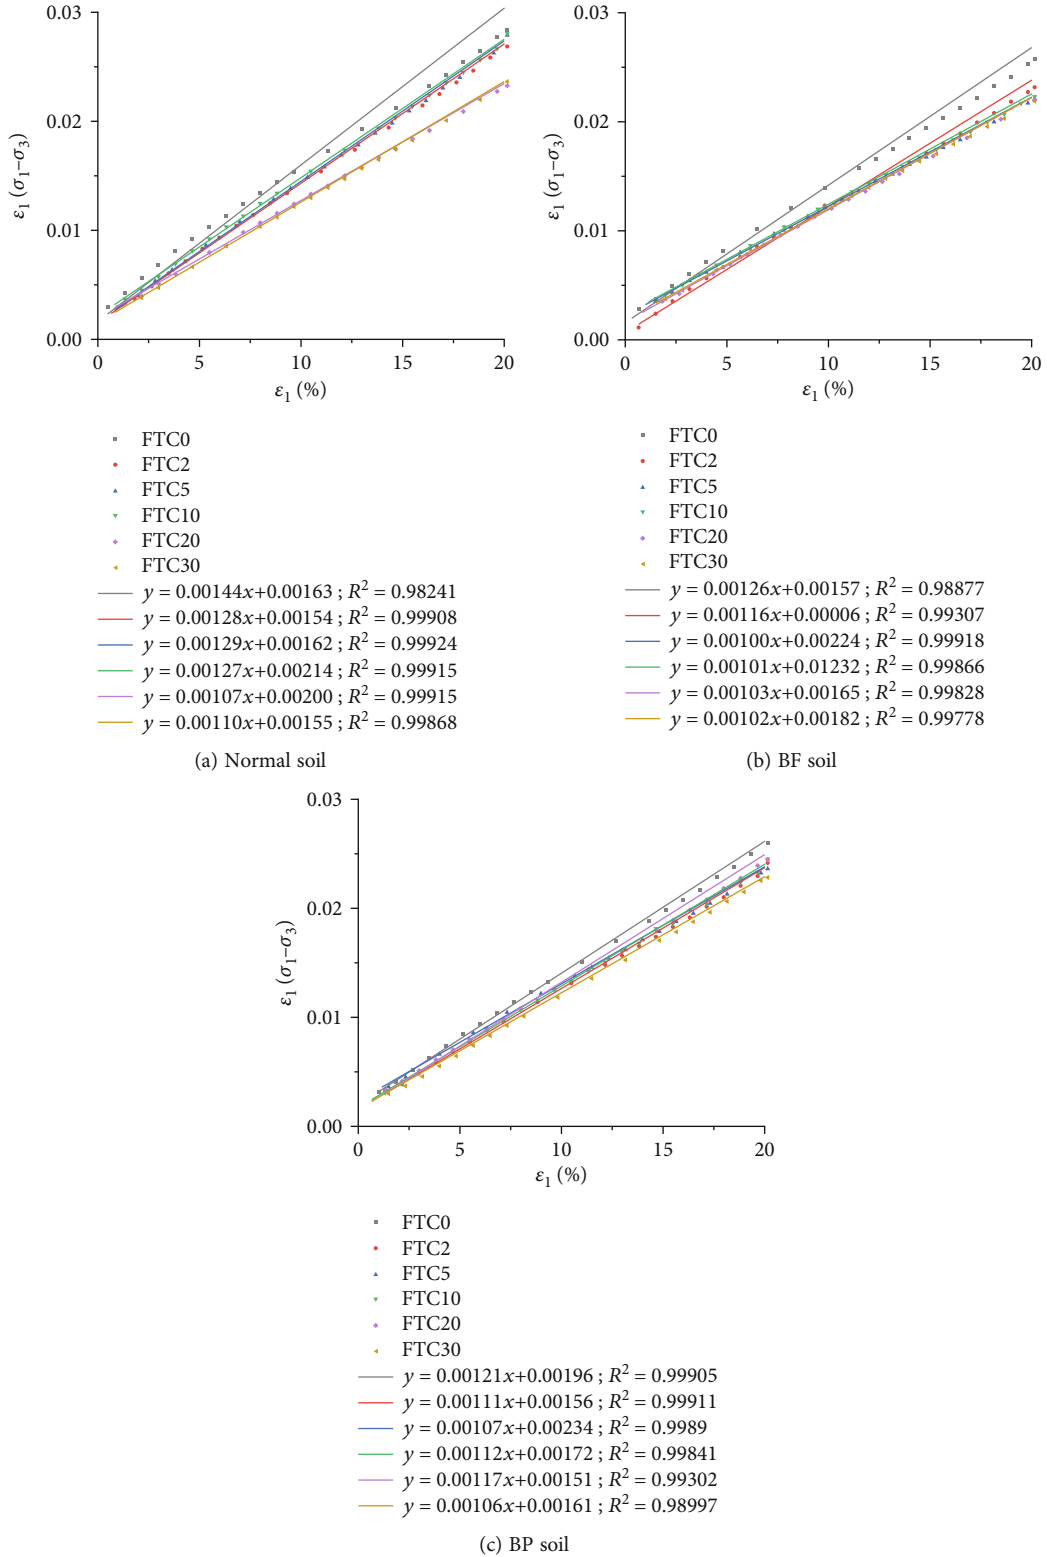 0.03
0.02
0.01
0.00
ε1 (σ1–σ3)
0 5 10 15 20
ε1 (%)
FTC0
FTC2
FTC5
FTC10
FTC20
FTC30
y = 0.00144x+0.00163 ; R² = 0.98241
y = 0.00128x+0.00154 ; R² = 0.99908
y = 0.00129x+0.00162 ; R² = 0.99924
y = 0.00127x+0.00214 ; R² = 0.99915
y = 0.00107x+0.00200 ; R² = 0.99915
y = 0.00110x+0.00155 ; R² = 0.99868
(a) Normal soil
0.03
0.02
0.01
0.00
ε1 (σ1–σ3)
0 5 10 15 20
ε1 (%)
FTC0
FTC2
FTC5
FTC10
FTC20
FTC30
y = 0.00126x+0.00157 ; R² = 0.98877
y = 0.00116x+0.00006 ; R² = 0.99307
y = 0.00100x+0.00224 ; R² = 0.99918
y = 0.00101x+0.01232 ; R² = 0.99866
y = 0.00103x+0.00165 ; R² = 0.99828
y = 0.00102x+0.00182 ; R² = 0.99778
(b) BF soil
0.03
0.02
0.01
0.00
ε1 (σ1–σ3)
0 5 10 15 20
ε1 (%)
FTC0
FTC2
FTC5
FTC10
FTC20
FTC30
y = 0.00121x+0.00196 ; R² = 0.99905
y = 0.00111x+0.00156 ; R² = 0.99911
y = 0.00107x+0.00234 ; R² = 0.9989
y = 0.00112x+0.00172 ; R² = 0.99841
y = 0.00117x+0.00151 ; R² = 0.99302
y = 0.00106x+0.00161 ; R² = 0.98997
(c) BP soil